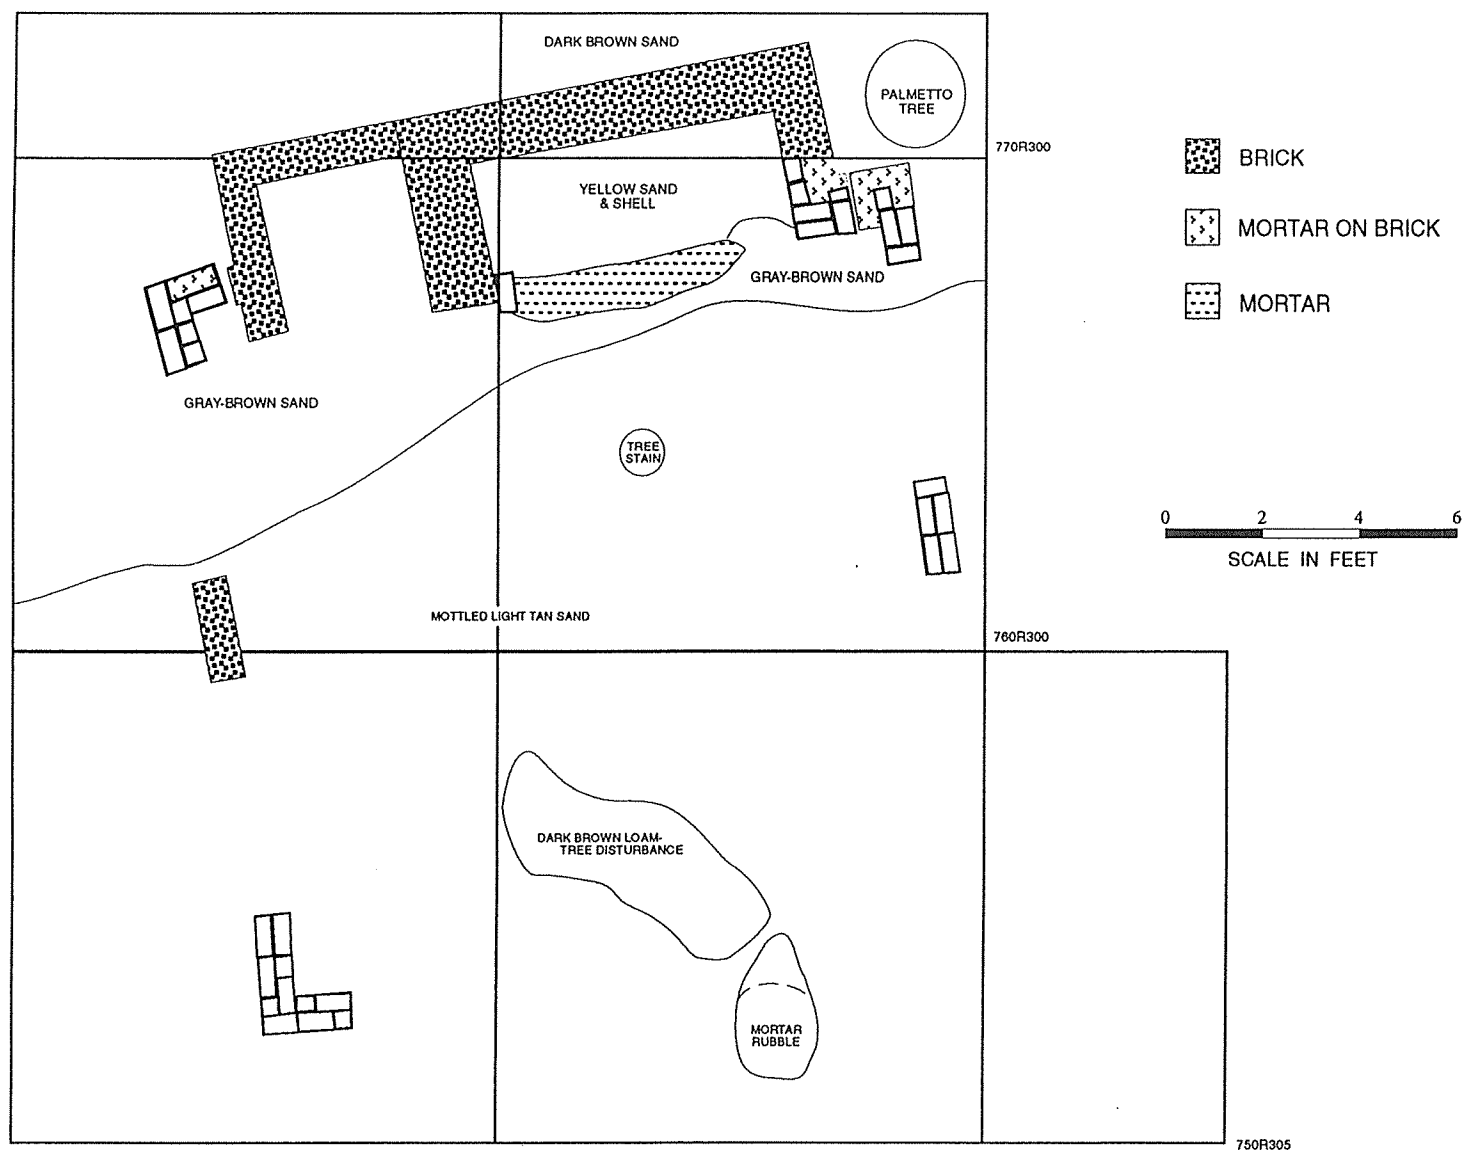 DARK BROWN SAND
PALMETTO
TREE
770R300
BRICK
YELLOW SAND
& SHELL
MORTAR ON BRICK
GRAY-BROWN SAND
MORTAR
GRAY-BROWN SAND
TREE
STAIN
0 2 4 6
SCALE IN FEET
MOTTLED LIGHT TAN SAND
760R300
DARK BROWN LOAM-
TREE DISTURBANCE
MORTAR
RUBBLE
750R305